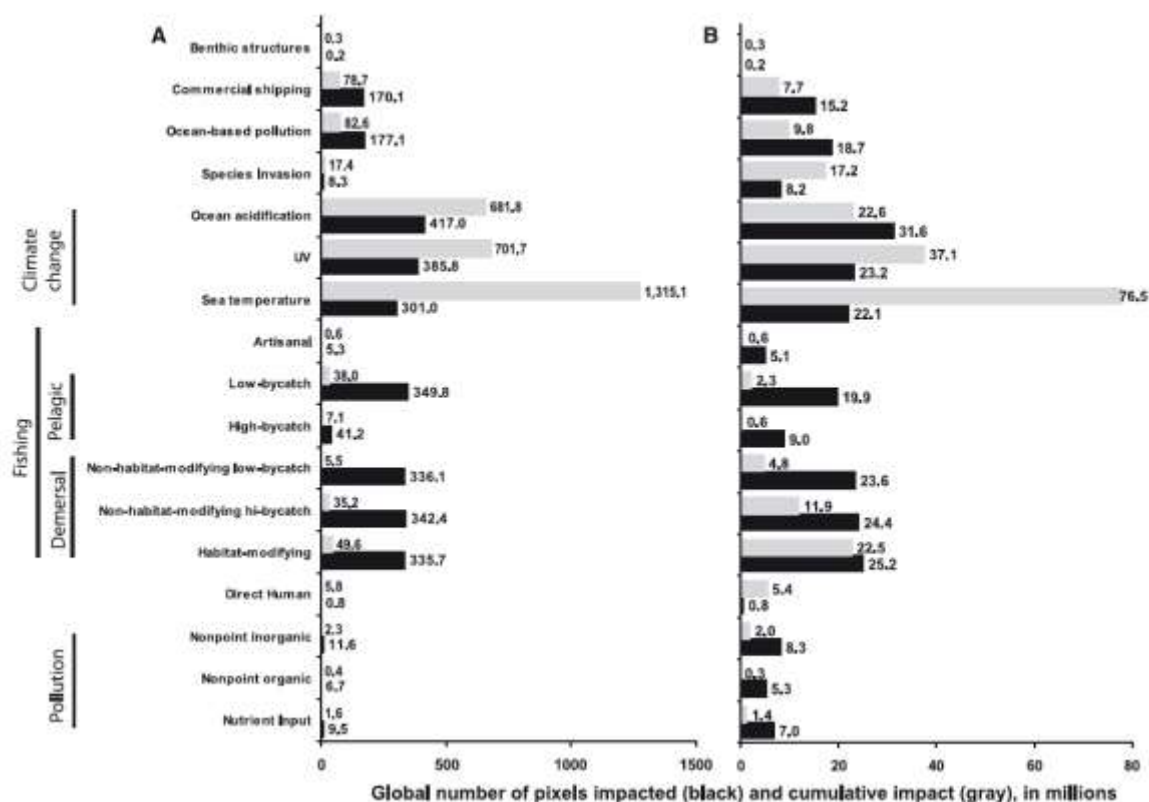 A B
Benthic structures 0.3 0.2 0.3 0.2
Commercial shipping 78.7 170.1 7.7 15.2
Ocean-based pollution 82.6 177.1 9.8 18.7
Species Invasion 17.4 8.3 17.2 8.2
Climate change
Ocean acidification 681.8 417.0 22.6 31.6
UV 701.7 385.8 37.1 23.2
Sea temperature 1,315.1 301.0 76.5 22.1
Fishing
Artisanal 0.6 5.3 0.6 5.1
Pelagic
Low-bycatch 38.0 349.8 2.3 19.9
High-bycatch 7.1 41.2 0.6 9.0
Demersal
Non-habitat-modifying low-bycatch 5.5 336.1 4.8 23.6
Non-habitat-modifying hi-bycatch 35.2 342.4 11.9 24.4
Habitat-modifying 49.6 335.7 22.5 25.2
Direct Human 5.8 0.8 5.4 0.8
Pollution
Nonpoint inorganic 2.3 11.6 2.0 8.3
Nonpoint organic 0.4 6.7 0.3 5.3
Nutrient Input 1.6 9.5 1.4 7.0
0 500 1000 1500 0 20 40 60 80
Global number of pixels impacted (black) and cumulative impact (gray), in millions